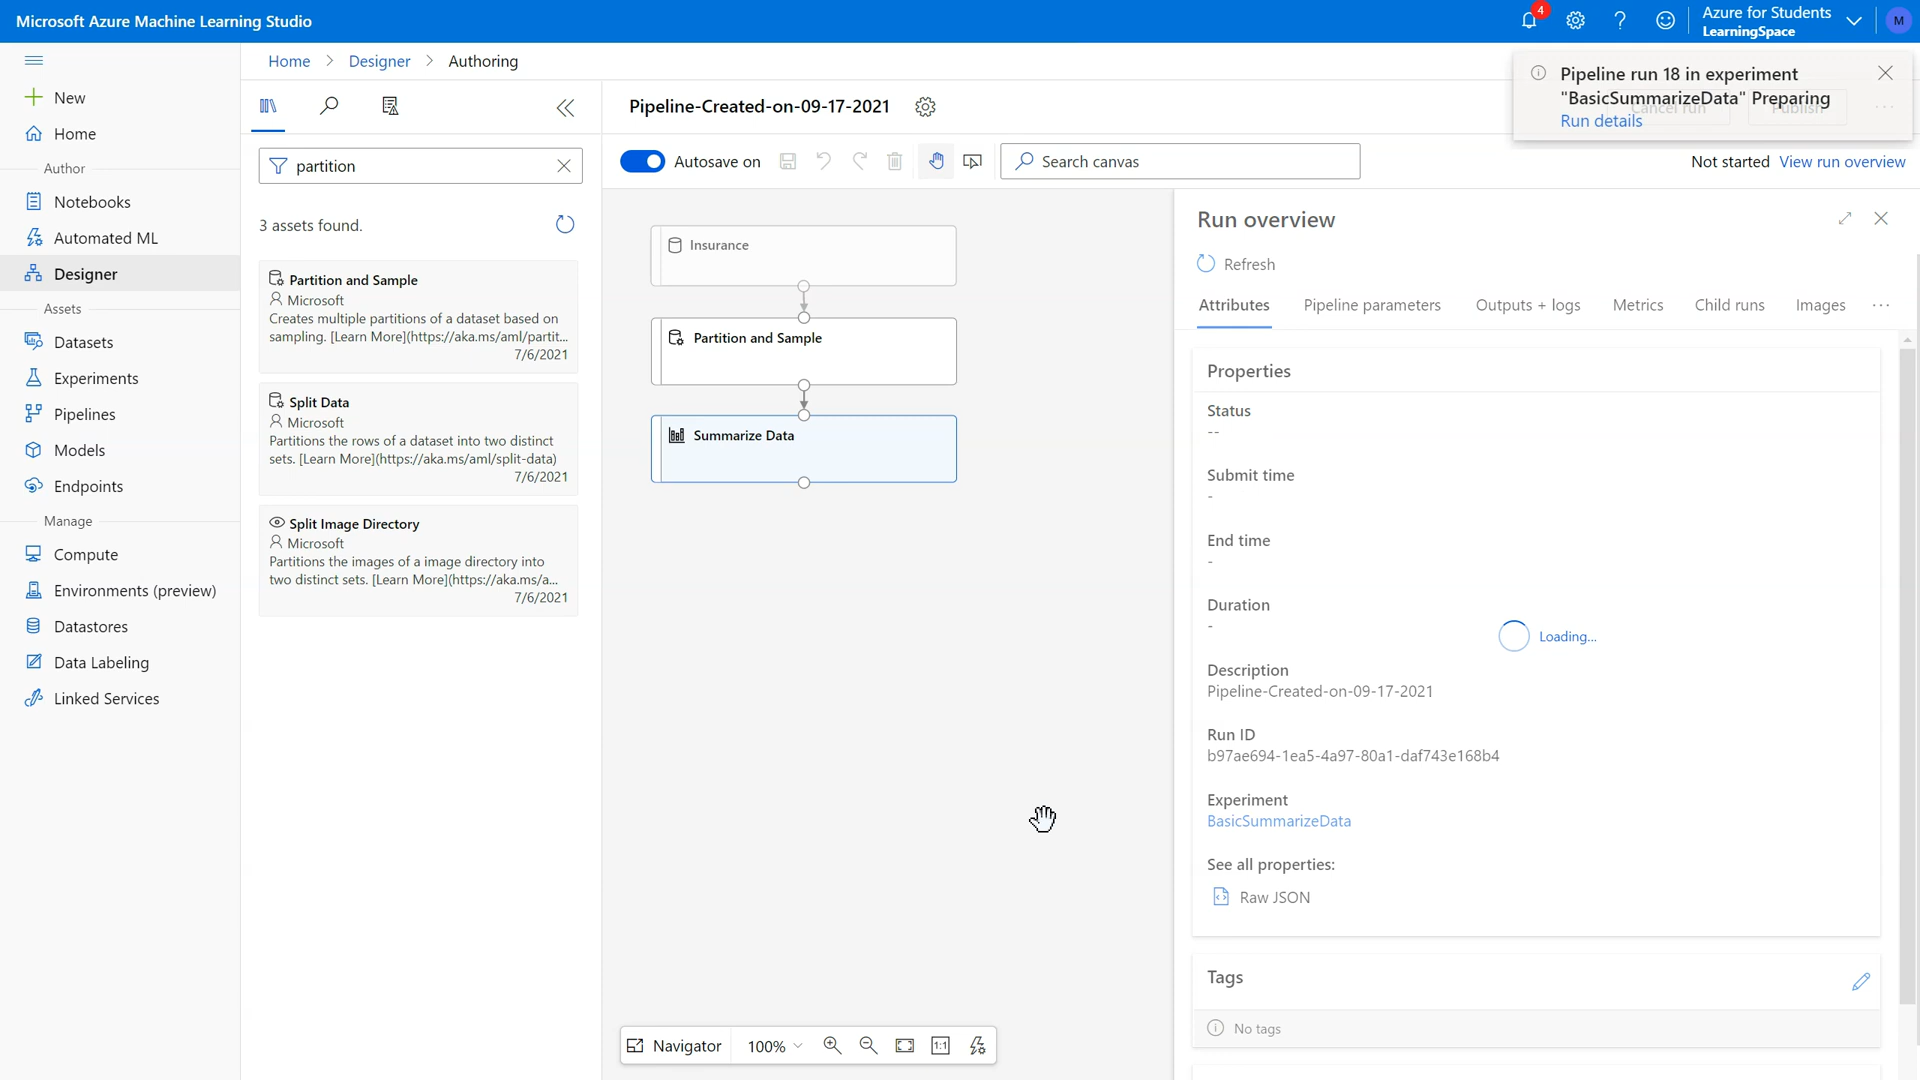 Microsoft Azure Machine Learning Studio
4
Azure for Students
LearningSpace
M
New
Home
Author
Notebooks
Automated ML
Designer
Assets
Datasets
Experiments
Pipelines
Models
Endpoints
Manage
Compute
Environments (preview)
Datastores
Data Labeling
Linked Services
Home > Designer > Authoring
partition
3 assets found.
Partition and Sample
Microsoft
Creates multiple partitions of a dataset based on
sampling. [Learn More](https://aka.ms/aml/partit...
7/6/2021
Split Data
Microsoft
Partitions the rows of a dataset into two distinct
sets. [Learn More](https://aka.ms/aml/split-data)
7/6/2021
Split Image Directory
Microsoft
Partitions the images of a image directory into
two distinct sets. [Learn More](https://aka.ms/a...
7/6/2021
Pipeline-Created-on-09-17-2021
Autosave on
Search canvas
Pipeline run 18 in experiment
"BasicSummarizeData" Preparing
Run details
Cancel run
Publish
Not started View run overview
Insurance
Partition and Sample
Summarize Data
Navigator
100%
1:1
Run overview
Refresh
Attributes Pipeline parameters Outputs + logs Metrics Child runs Images ...
Properties
Status
--
Submit time
-
End time
-
Duration
-
Loading...
Description
Pipeline-Created-on-09-17-2021
Run ID
b97ae694-1ea5-4a97-80a1-daf743e168b4
Experiment
BasicSummarizeData
See all properties:
Raw JSON
Tags
No tags